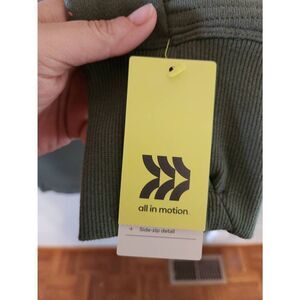 all in motion
+ Side-zip detail